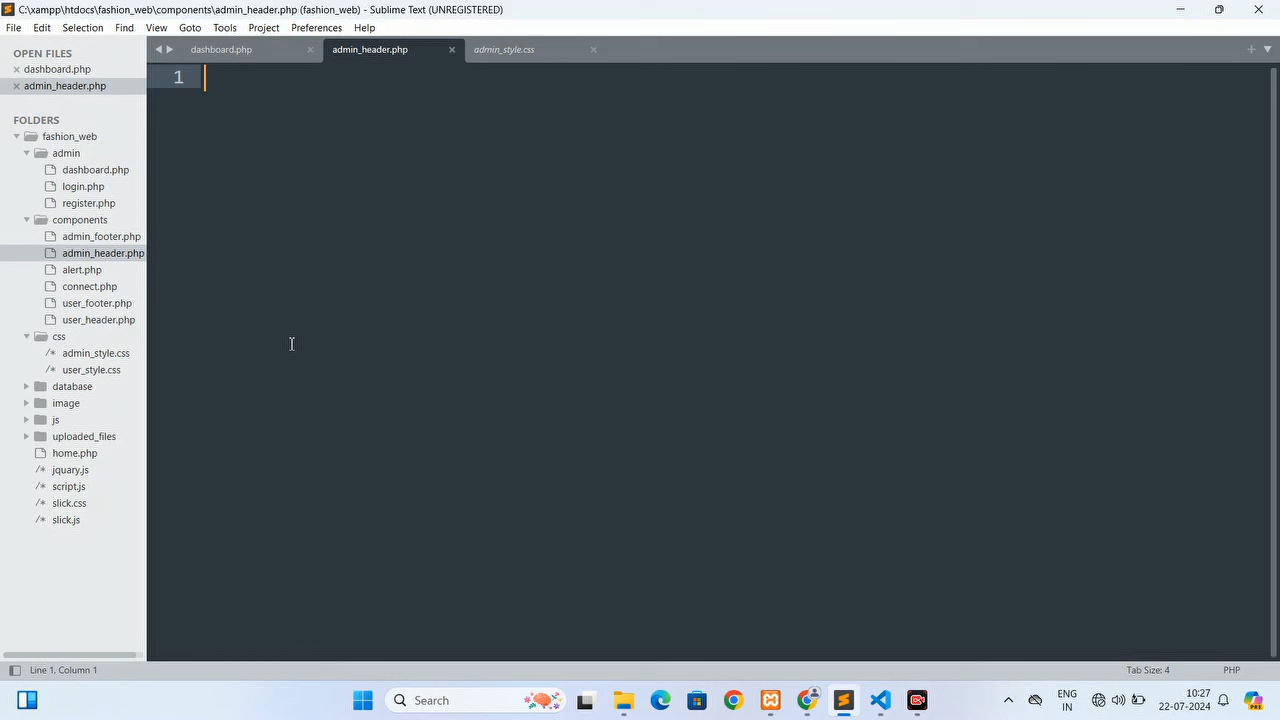 C:\xampp\htdocs\fashion_web\components\admin_header.php (fashion_web) - Sublime Text (UNREGISTERED)
File Edit Selection Find View Goto Tools Project Preferences Help
OPEN FILES
dashboard.php
admin_header.php
FOLDERS
fashion_web
admin
dashboard.php
login.php
register.php
components
admin_footer.php
admin_header.php
alert.php
connect.php
user_footer.php
user_header.php
css
/* admin_style.css
/* user_style.css
database
image
js
uploaded_files
home.php
/* jquary.js
/* script.js
/* slick.css
/* slick.js
dashboard.php admin_header.php admin_style.css
1
Line 1, Column 1 Tab Size: 4 PHP
Search
ENG
IN
10:27
22-07-2024
PRE